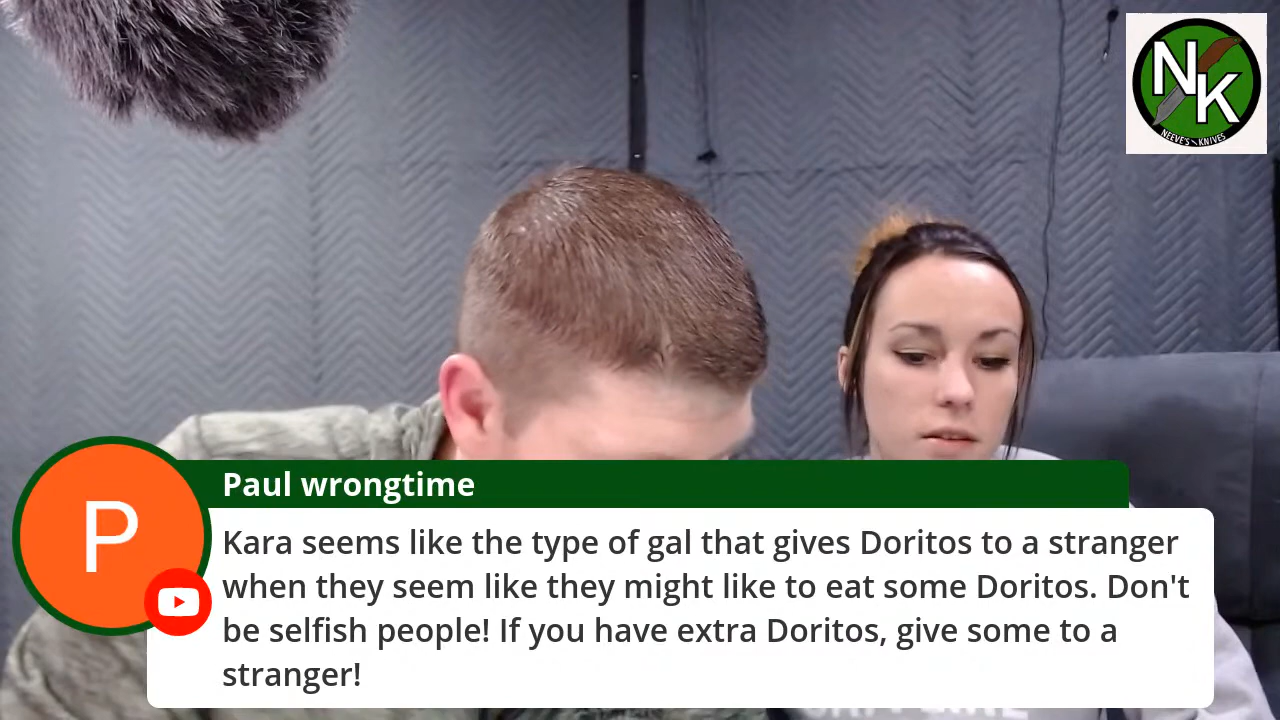 NK
NEEVE'S KNIVES
Paul wrongtime
P
Kara seems like the type of gal that gives Doritos to a stranger
when they seem like they might like to eat some Doritos. Don't
be selfish people! If you have extra Doritos, give some to a
stranger!